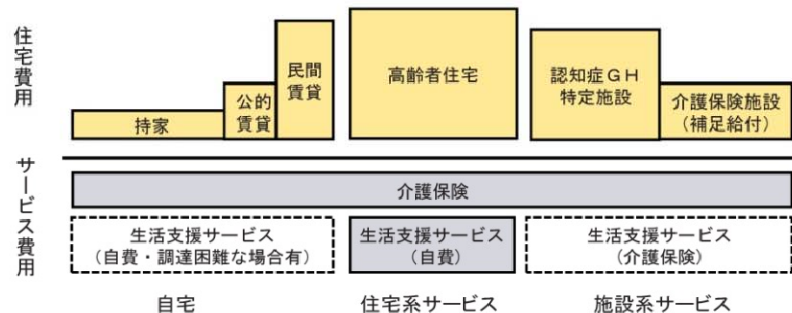 住宅費用
持家
公的
賃貸
民間
賃貸
高齢者住宅
認知症GH
特定施設
介護保険施設
(補足給付)
サービス費用
介護保険
生活支援サービス
(自費・調達困難な場合有)
生活支援サービス
(自費)
生活支援サービス
(介護保険)
自宅
住宅系サービス
施設系サービス